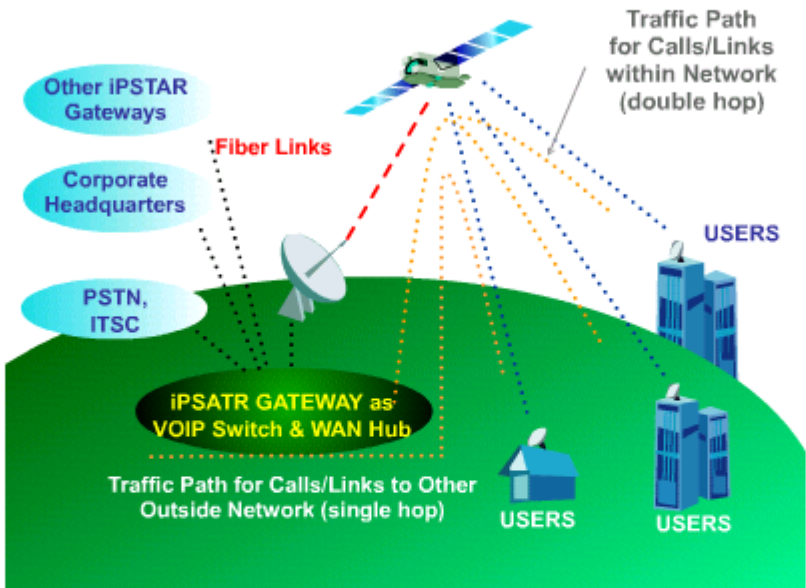 Traffic Path
for Calls/Links
within Network
(double hop)
Other iPSTAR
Gateways
Fiber Links
Corporate
Headquarters
USERS
PSTN,
ITSC
iPSATR GATEWAY as
VOIP Switch & WAN Hub
Traffic Path for Calls/Links to Other
Outside Network (single hop)
USERS
USERS